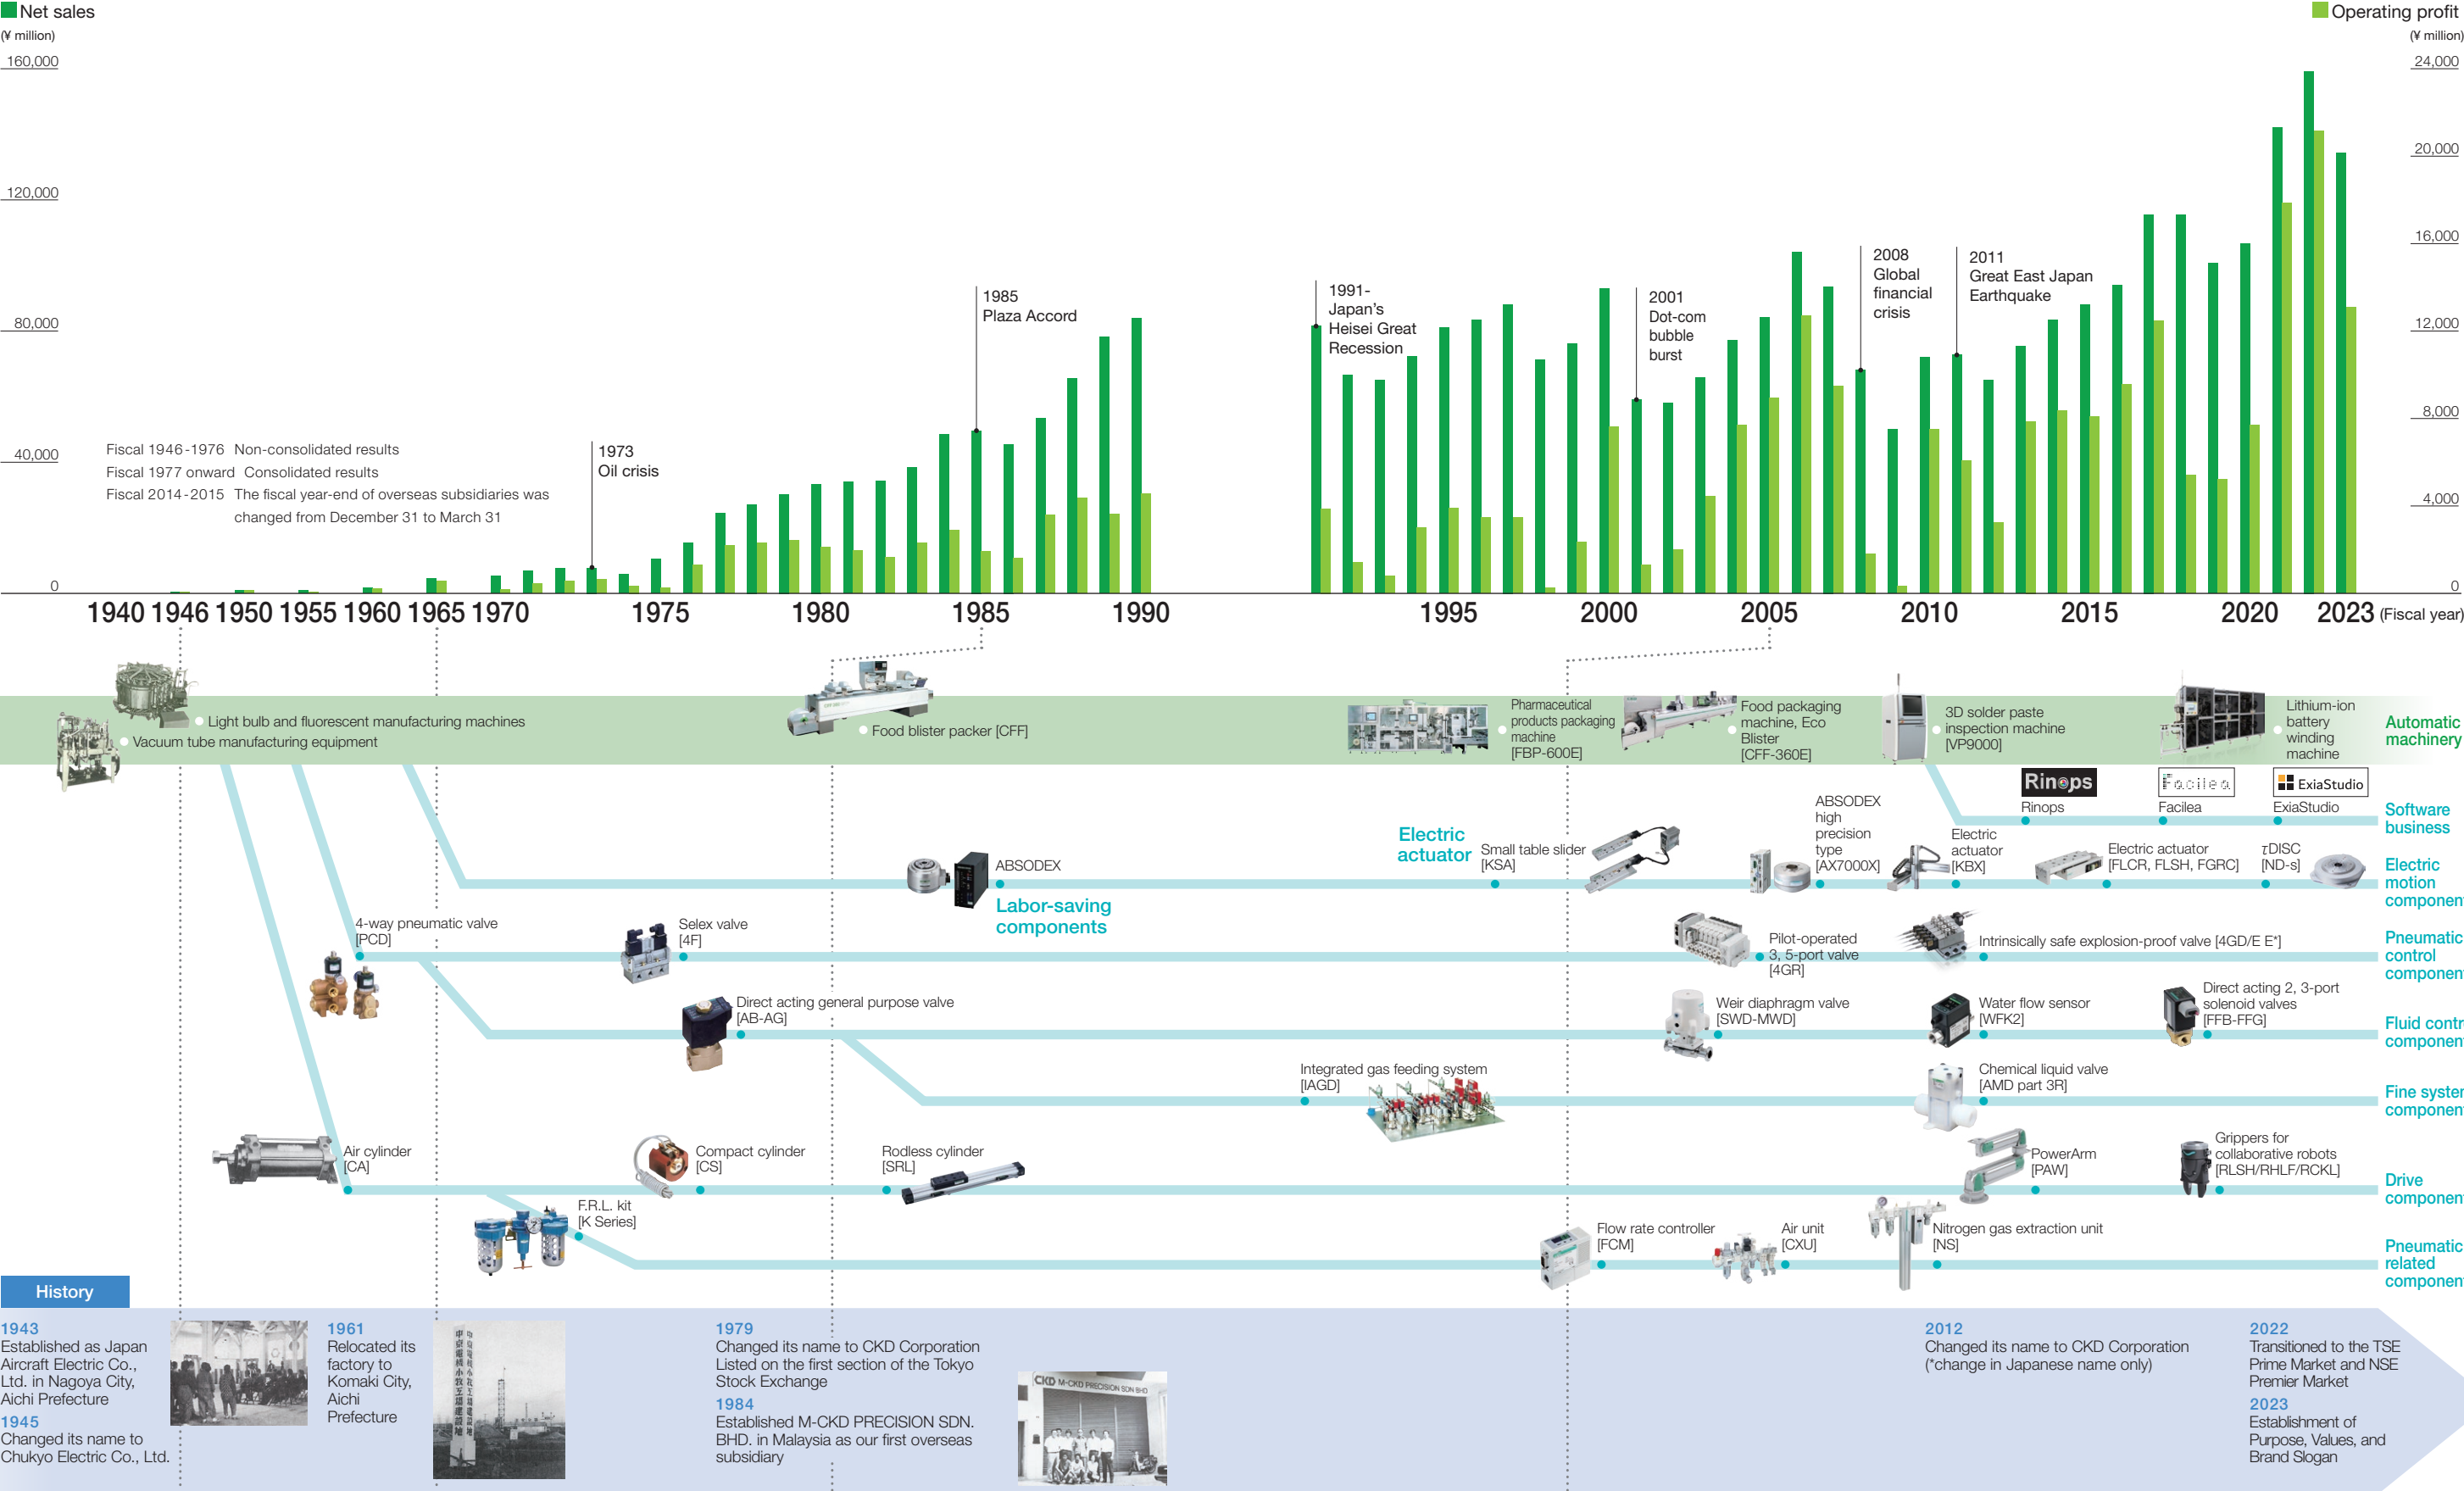 Net sales
(¥ million)
160,000
120,000
80,000
40,000
0
Operating profit
(¥ million)
24,000
20,000
16,000
12,000
8,000
4,000
0
Fiscal 1946-1976 Non-consolidated results
Fiscal 1977 onward Consolidated results
Fiscal 2014-2015 The fiscal year-end of overseas subsidiaries was
changed from December 31 to March 31
1973
Oil crisis
1985
Plaza Accord
1991-
Japan's
Heisei Great
Recession
2001
Dot-com
bubble
burst
2008
Global
financial
crisis
2011
Great East Japan
Earthquake
1940 1946 1950 1955 1960 1965 1970 1975 1980 1985 1990 1995 2000 2005 2010 2015 2020 2023 (Fiscal year)
Light bulb and fluorescent manufacturing machines
Vacuum tube manufacturing equipment
Food blister packer [CFF]
Pharmaceutical
products packaging
machine
[FBP-600E]
Food packaging
machine, Eco
Blister
[CFF-360E]
3D solder paste
inspection machine
[VP9000]
Lithium-ion
battery
winding
machine
Automatic
machinery
Rinops
Facilea
ExiaStudio
Rinops
Facilea
ExiaStudio
Software
business
ABSODEX
Labor-saving
components
Electric
actuator
Small table slider
[KSA]
ABSODEX
high
precision
type
[AX7000X]
Electric
actuator
[KBX]
Electric actuator
[FLCR, FLSH, FGRC]
τDISC
[ND-s]
Electric
motion
component
4-way pneumatic valve
[PCD]
Selex valve
[4F]
Pilot-operated
3, 5-port valve
[4GR]
Intrinsically safe explosion-proof valve [4GD/E E*]
Pneumatic
control
component
Direct acting general purpose valve
[AB-AG]
Weir diaphragm valve
[SWD-MWD]
Water flow sensor
[WFK2]
Direct acting 2, 3-port
solenoid valves
[FFB-FFG]
Fluid contr
component
Integrated gas feeding system
[IAGD]
Chemical liquid valve
[AMD part 3R]
Fine system
component
Air cylinder
[CA]
Compact cylinder
[CS]
Rodless cylinder
[SRL]
PowerArm
[PAW]
Grippers for
collaborative robots
[RLSH/RHLF/RCKL]
Drive
component
F.R.L. kit
[K Series]
Flow rate controller
[FCM]
Air unit
[CXU]
Nitrogen gas extraction unit
[NS]
Pneumatic
related
component
History
1943
Established as Japan
Aircraft Electric Co.,
Ltd. in Nagoya City,
Aichi Prefecture
1945
Changed its name to
Chukyo Electric Co., Ltd.
1961
Relocated its
factory to
Komaki City,
Aichi
Prefecture
1979
Changed its name to CKD Corporation
Listed on the first section of the Tokyo
Stock Exchange
1984
Established M-CKD PRECISION SDN.
BHD. in Malaysia as our first overseas
subsidiary
CKD M-CKD PRECISION SDN BHD
2012
Changed its name to CKD Corporation
(*change in Japanese name only)
2022
Transitioned to the TSE
Prime Market and NSE
Premier Market
2023
Establishment of
Purpose, Values, and
Brand Slogan